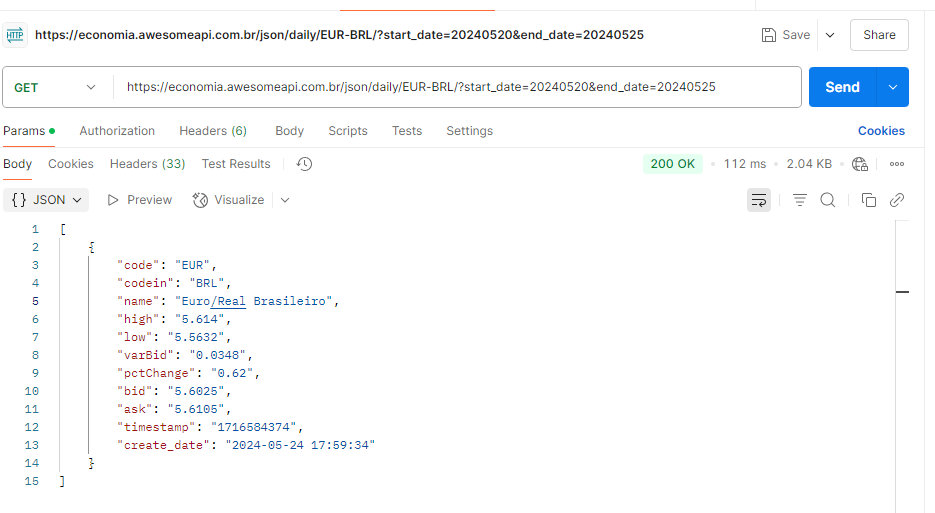 HTTP https://economia.awesomeapi.com.br/json/daily/EUR-BRL/?start_date=20240520&end_date=20240525 Save Share
GET https://economia.awesomeapi.com.br/json/daily/EUR-BRL/?start_date=20240520&end_date=20240525 Send
Params Authorization Headers (6) Body Scripts Tests Settings Cookies
Body Cookies Headers (33) Test Results 200 OK 112 ms 2.04 KB
{} JSON Preview Visualize
1 [
2 {
3 "code": "EUR",
4 "codein": "BRL",
5 "name": "Euro/Real Brasileiro",
6 "high": "5.614",
7 "low": "5.5632",
8 "varBid": "0.0348",
9 "pctChange": "0.62",
10 "bid": "5.6025",
11 "ask": "5.6105",
12 "timestamp": "1716584374",
13 "create_date": "2024-05-24 17:59:34"
14 }
15 ]